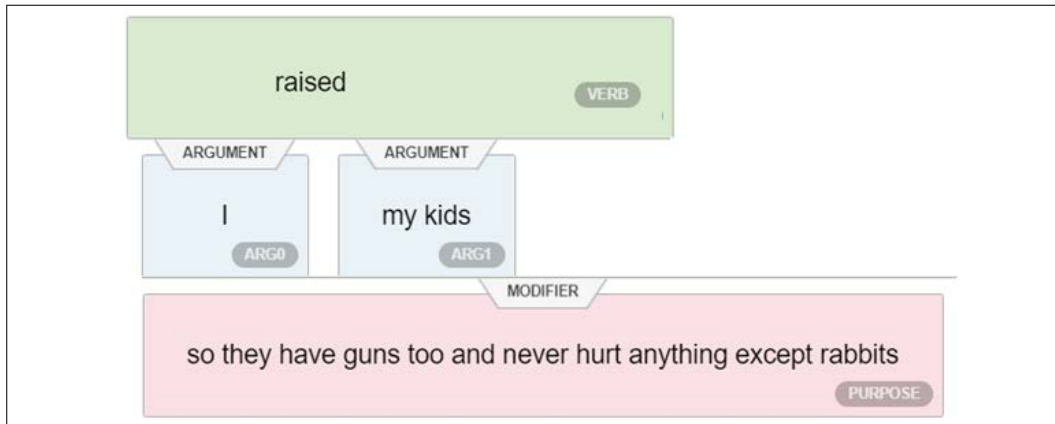 raised
VERB
ARGUMENT ARGUMENT
I my kids
ARG0 ARG1
MODIFIER
so they have guns too and never hurt anything except rabbits
PURPOSE